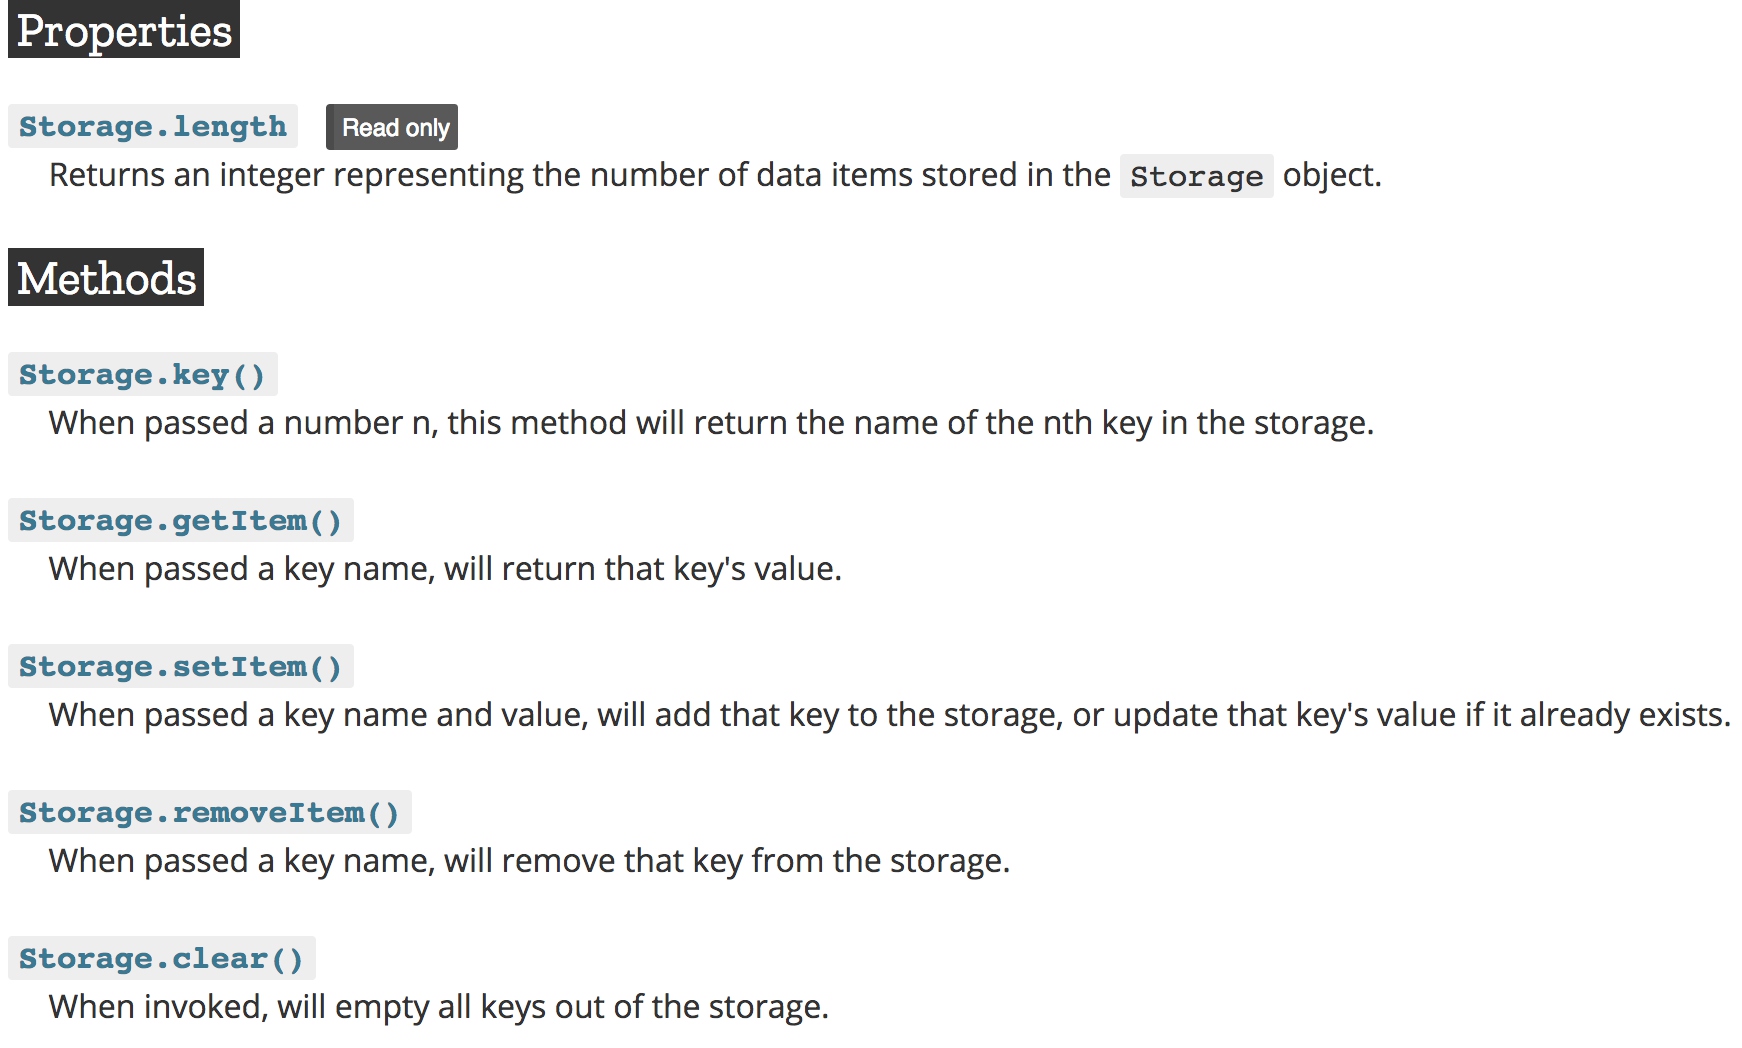 Properties
Storage.length Read only
Returns an integer representing the number of data items stored in the Storage object.
Methods
Storage.key()
When passed a number n, this method will return the name of the nth key in the storage.
Storage.getItem()
When passed a key name, will return that key's value.
Storage.setItem()
When passed a key name and value, will add that key to the storage, or update that key's value if it already exists.
Storage.removeItem()
When passed a key name, will remove that key from the storage.
Storage.clear()
When invoked, will empty all keys out of the storage.